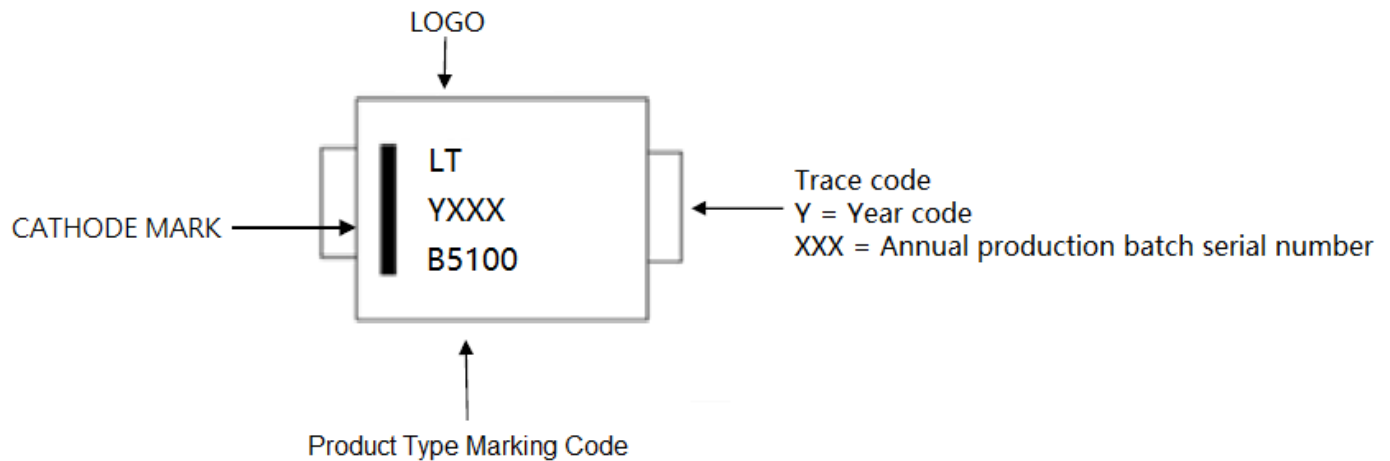 LOGO
LT
YXXX
B5100
CATHODE MARK
Trace code
Y = Year code
XXX = Annual production batch serial number
Product Type Marking Code